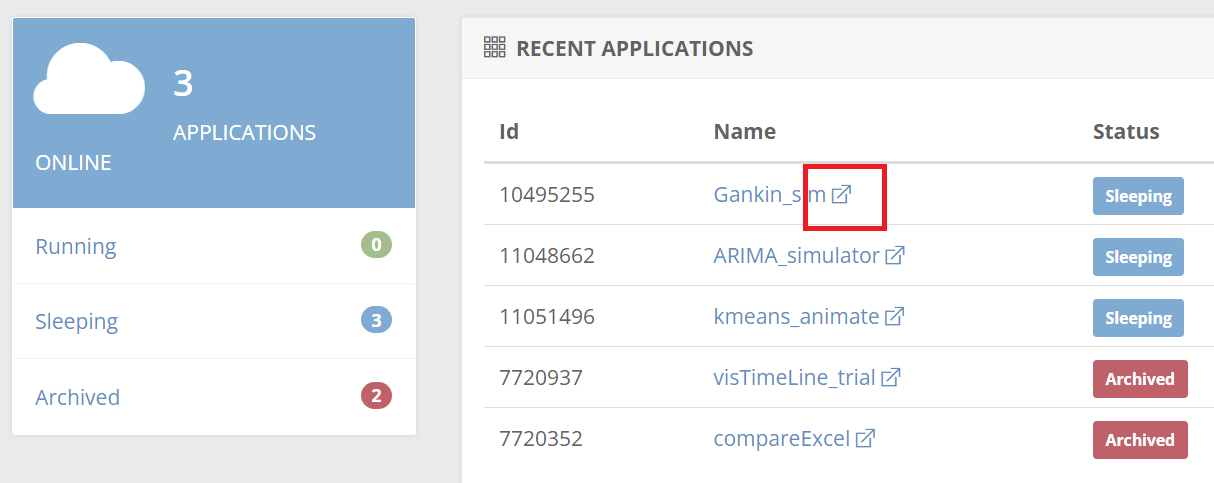 3
APPLICATIONS
ONLINE
Running 0
Sleeping 3
Archived 2
RECENT APPLICATIONS
Id Name Status
10495255 Gankin_sim Sleeping
11048662 ARIMA_simulator Sleeping
11051496 kmeans_animate Sleeping
7720937 visTimeLine_trial Archived
7720352 compareExcel Archived